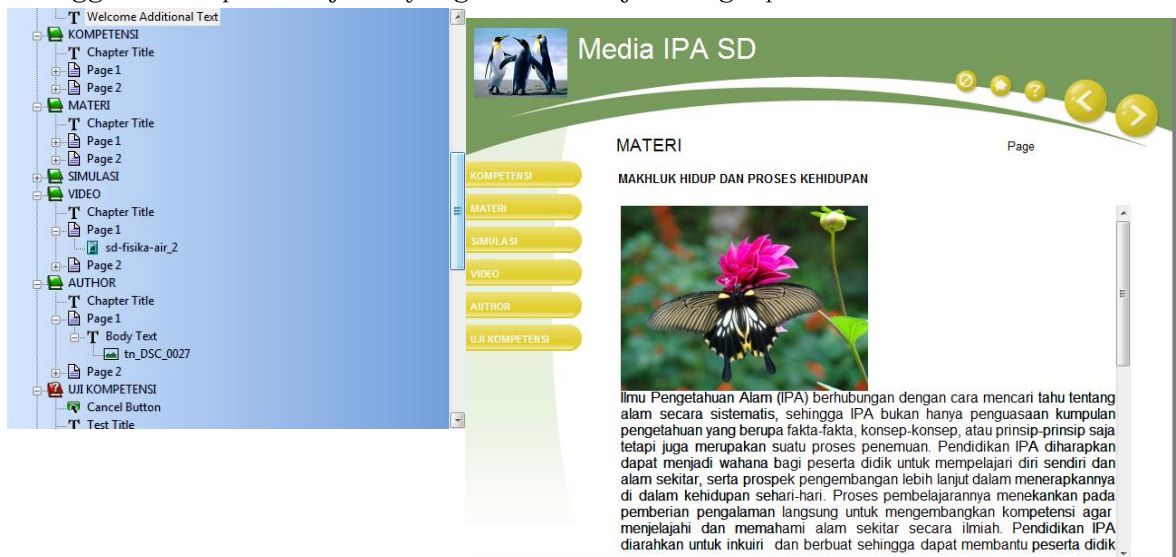 Welcome Additional Text
KOMPETENSI
Chapter Title
Page 1
Page 2
MATERI
Chapter Title
Page 1
Page 2
SIMULASI
VIDEO
Chapter Title
Page 1
sd-fisika-air_2
Page 2
AUTHOR
Chapter Title
Page 1
Body Text
tn_DSC_0027
Page 2
UJI KOMPETENSI
Cancel Button
Test Title
Media IPA SD
MATERI
Page
KOMPETENSI
MATERI
SIMULASI
VIDEO
AUTHOR
UJI KOMPETENSI
MAKHLUK HIDUP DAN PROSES KEHIDUPAN
Ilmu Pengetahuan Alam (IPA) berhubungan dengan cara mencari tahu tentang
alam secara sistematis, sehingga IPA bukan hanya penguasaan kumpulan
pengetahuan yang berupa fakta-fakta, konsep-konsep, atau prinsip-prinsip saja
tetapi juga merupakan suatu proses penemuan. Pendidikan IPA diharapkan
dapat menjadi wahana bagi peserta didik untuk mempelajari diri sendiri dan
alam sekitar, serta prospek pengembangan lebih lanjut dalam menerapkannya
di dalam kehidupan sehari-hari. Proses pembelajarannya menekankan pada
pemberian pengalaman langsung untuk mengembangkan kompetensi agar
menjelajahi dan memahami alam sekitar secara ilmiah. Pendidikan IPA
diarahkan untuk inkuiri dan berbuat sehingga dapat membantu peserta didik